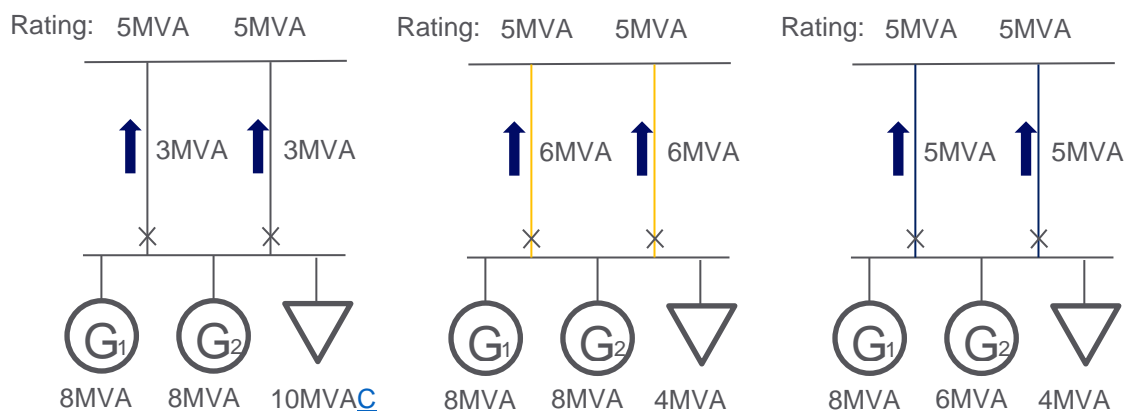 Rating: 5MVA 5MVA
Rating: 5MVA 5MVA
Rating: 5MVA 5MVA
3MVA 3MVA
6MVA 6MVA
5MVA 5MVA
G1 G2
G1 G2
G1 G2
8MVA 8MVA 10MVAC
8MVA 8MVA 4MVA
8MVA 6MVA 4MVA